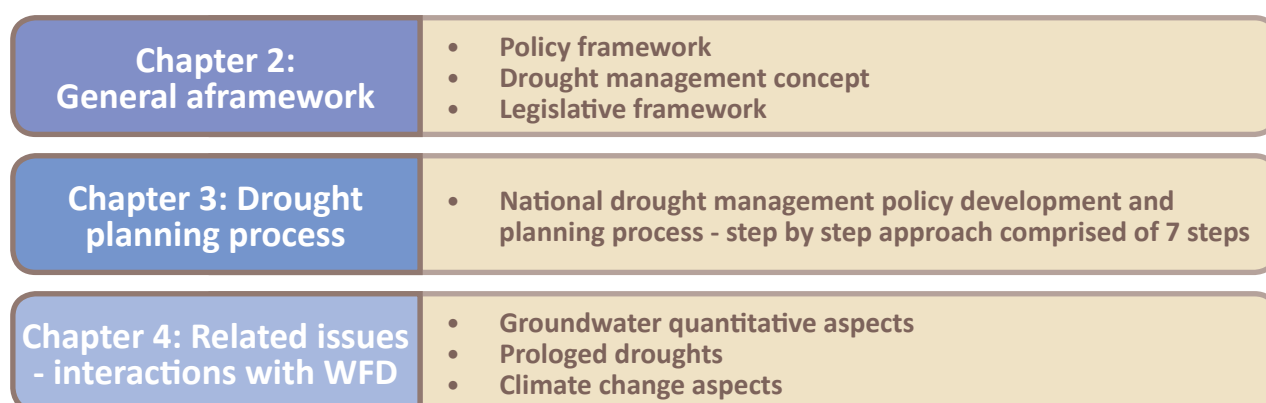 Chapter 2:
General aframework
• Policy framework
• Drought management concept
• Legislative framework
Chapter 3: Drought
planning process
• National drought management policy development and
planning process - step by step approach comprised of 7 steps
Chapter 4: Related issues
- interactions with WFD
• Groundwater quantitative aspects
• Prologed droughts
• Climate change aspects